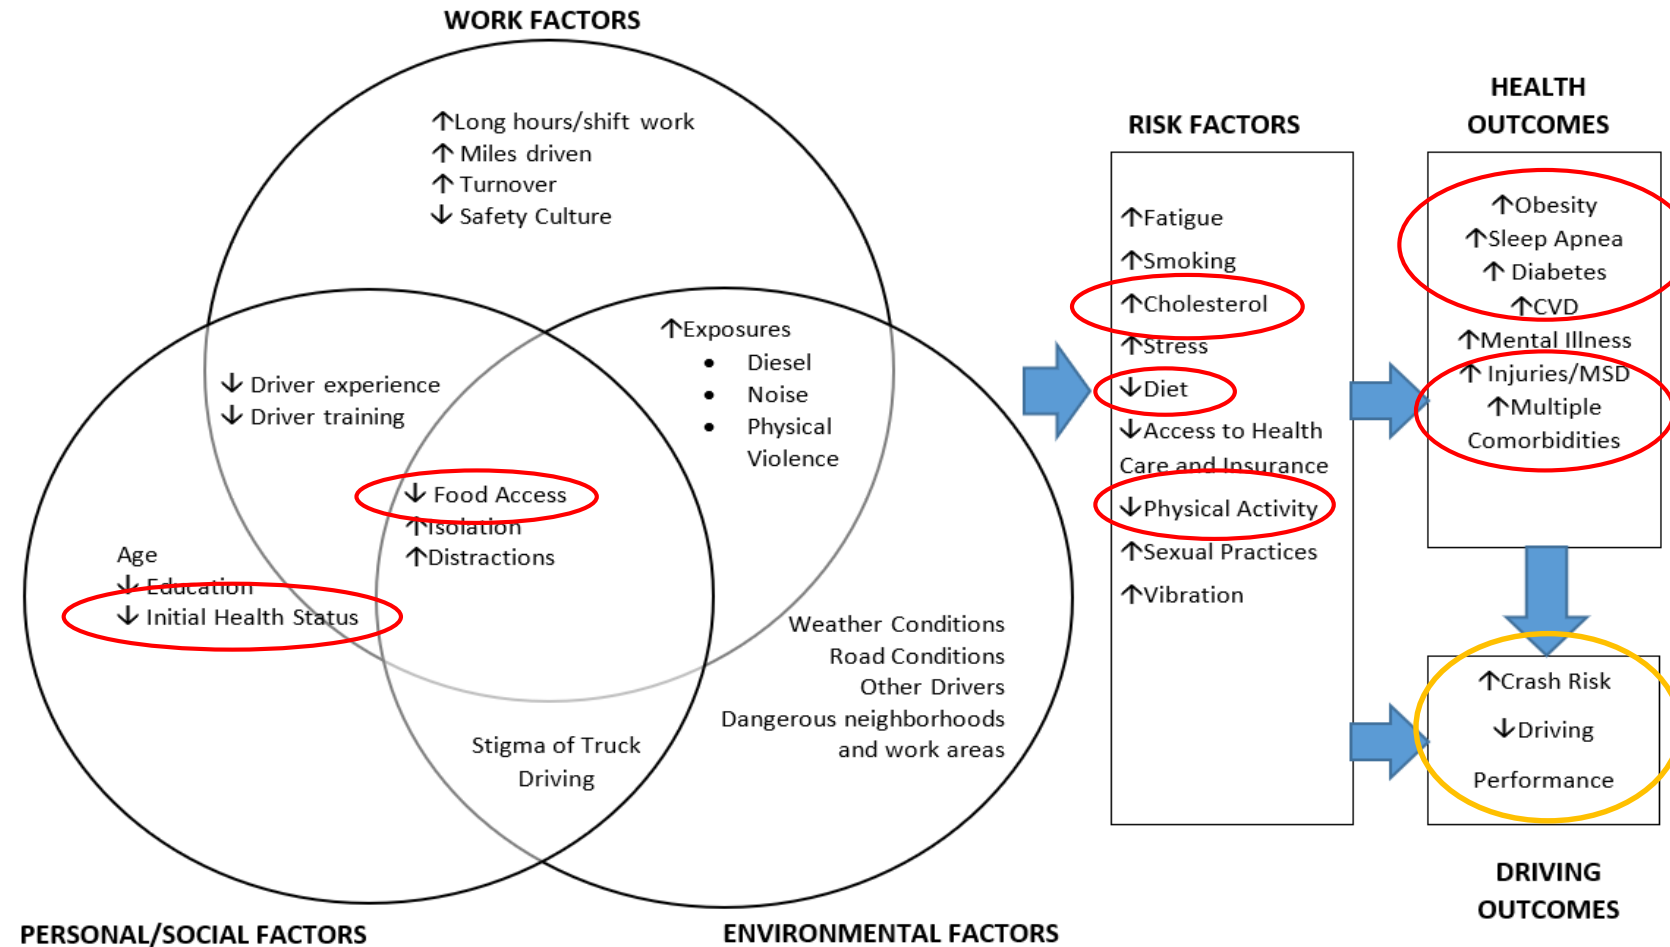 WORK FACTORS
↑Long hours/shift work
↑ Miles driven
↑ Turnover
↓ Safety Culture
↓ Driver experience
↓ Driver training
↑Exposures
• Diesel
• Noise
• Physical
Violence
↓ Food Access
↑Isolation
↑Distractions
Age
↓ Education
↓ Initial Health Status
Weather Conditions
Road Conditions
Other Drivers
Dangerous neighborhoods
and work areas
Stigma of Truck
Driving
PERSONAL/SOCIAL FACTORS
ENVIRONMENTAL FACTORS
RISK FACTORS
↑Fatigue
↑Smoking
↑Cholesterol
↑Stress
↓Diet
↓Access to Health
Care and Insurance
↓Physical Activity
↑Sexual Practices
↑Vibration
HEALTH
OUTCOMES
↑Obesity
↑Sleep Apnea
↑ Diabetes
↑CVD
↑Mental Illness
↑ Injuries/MSD
↑Multiple
Comorbidities
↑Crash Risk
↓Driving
Performance
DRIVING
OUTCOMES